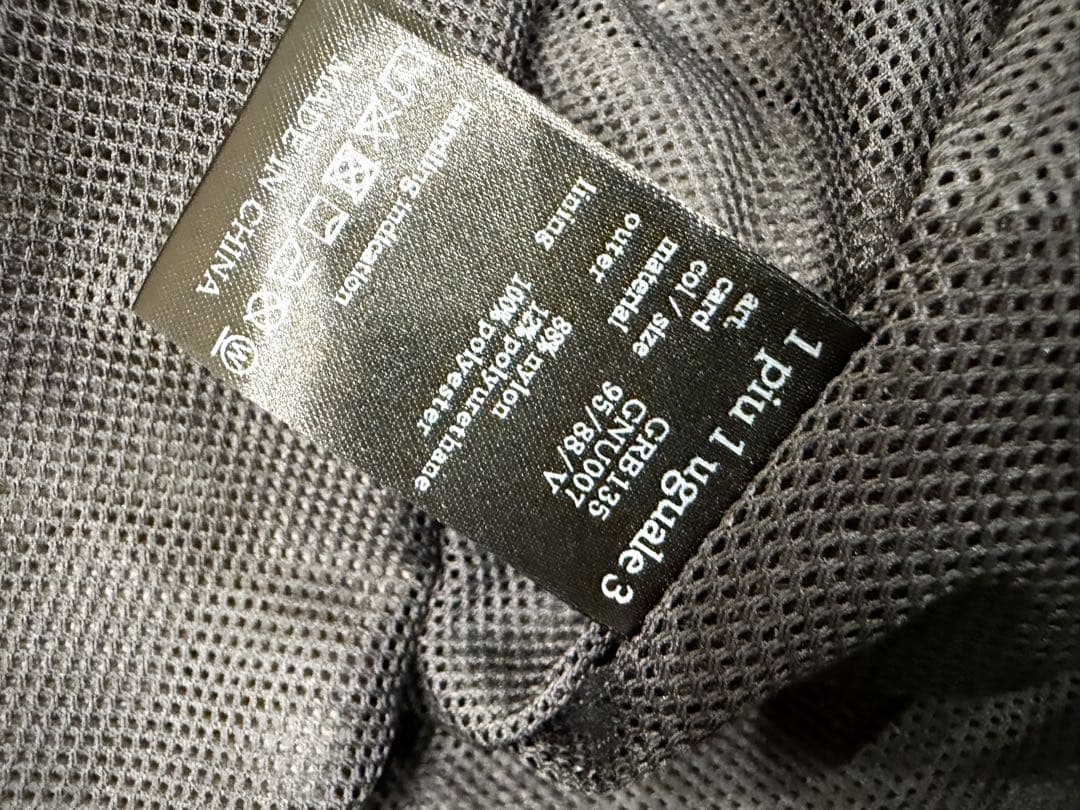 1 piu 1 uguale 3
art. GRB135
card GNU007
col / size 95/88/V
material
outer 88% nylon
12% polyurethane
lining 100% polyester
handling indication
W
MADE IN CHINA